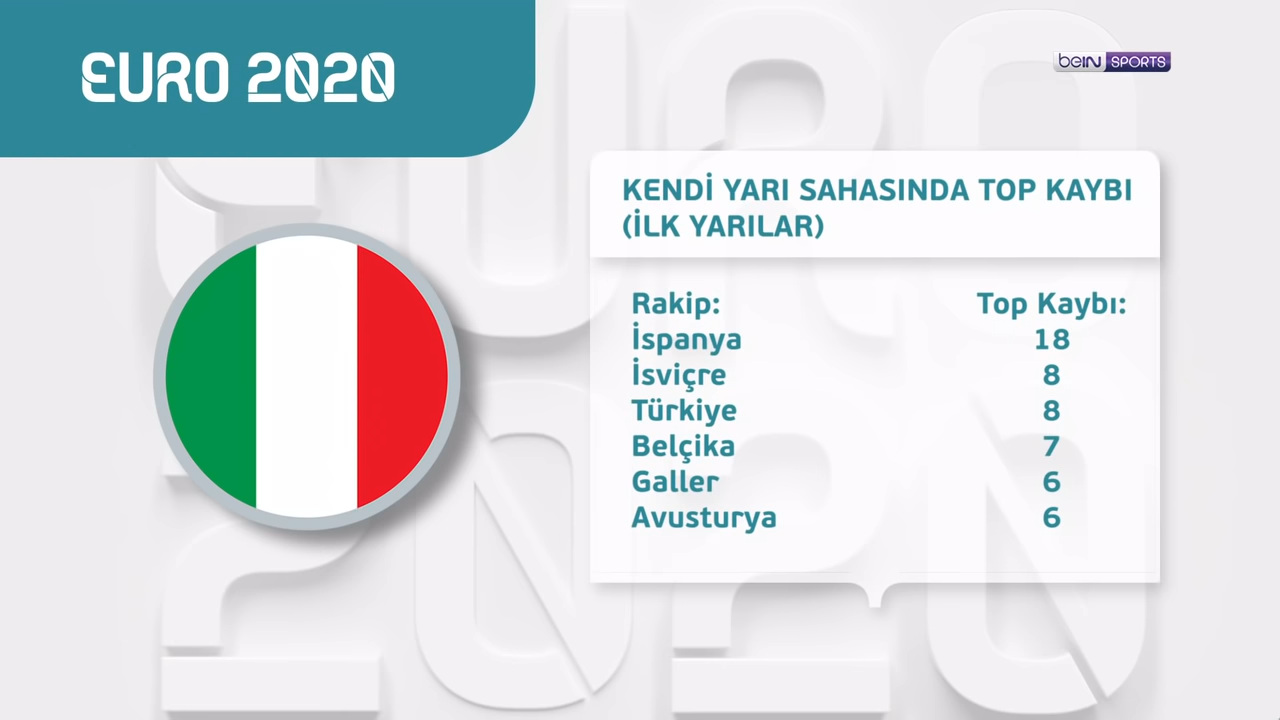 EURO 2020
beIN SPORTS
KENDİ YARI SAHASINDA TOP KAYBI
(İLK YARILAR)
Rakip: Top Kaybı:
İspanya 18
İsviçre 8
Türkiye 8
Belçika 7
Galler 6
Avusturya 6